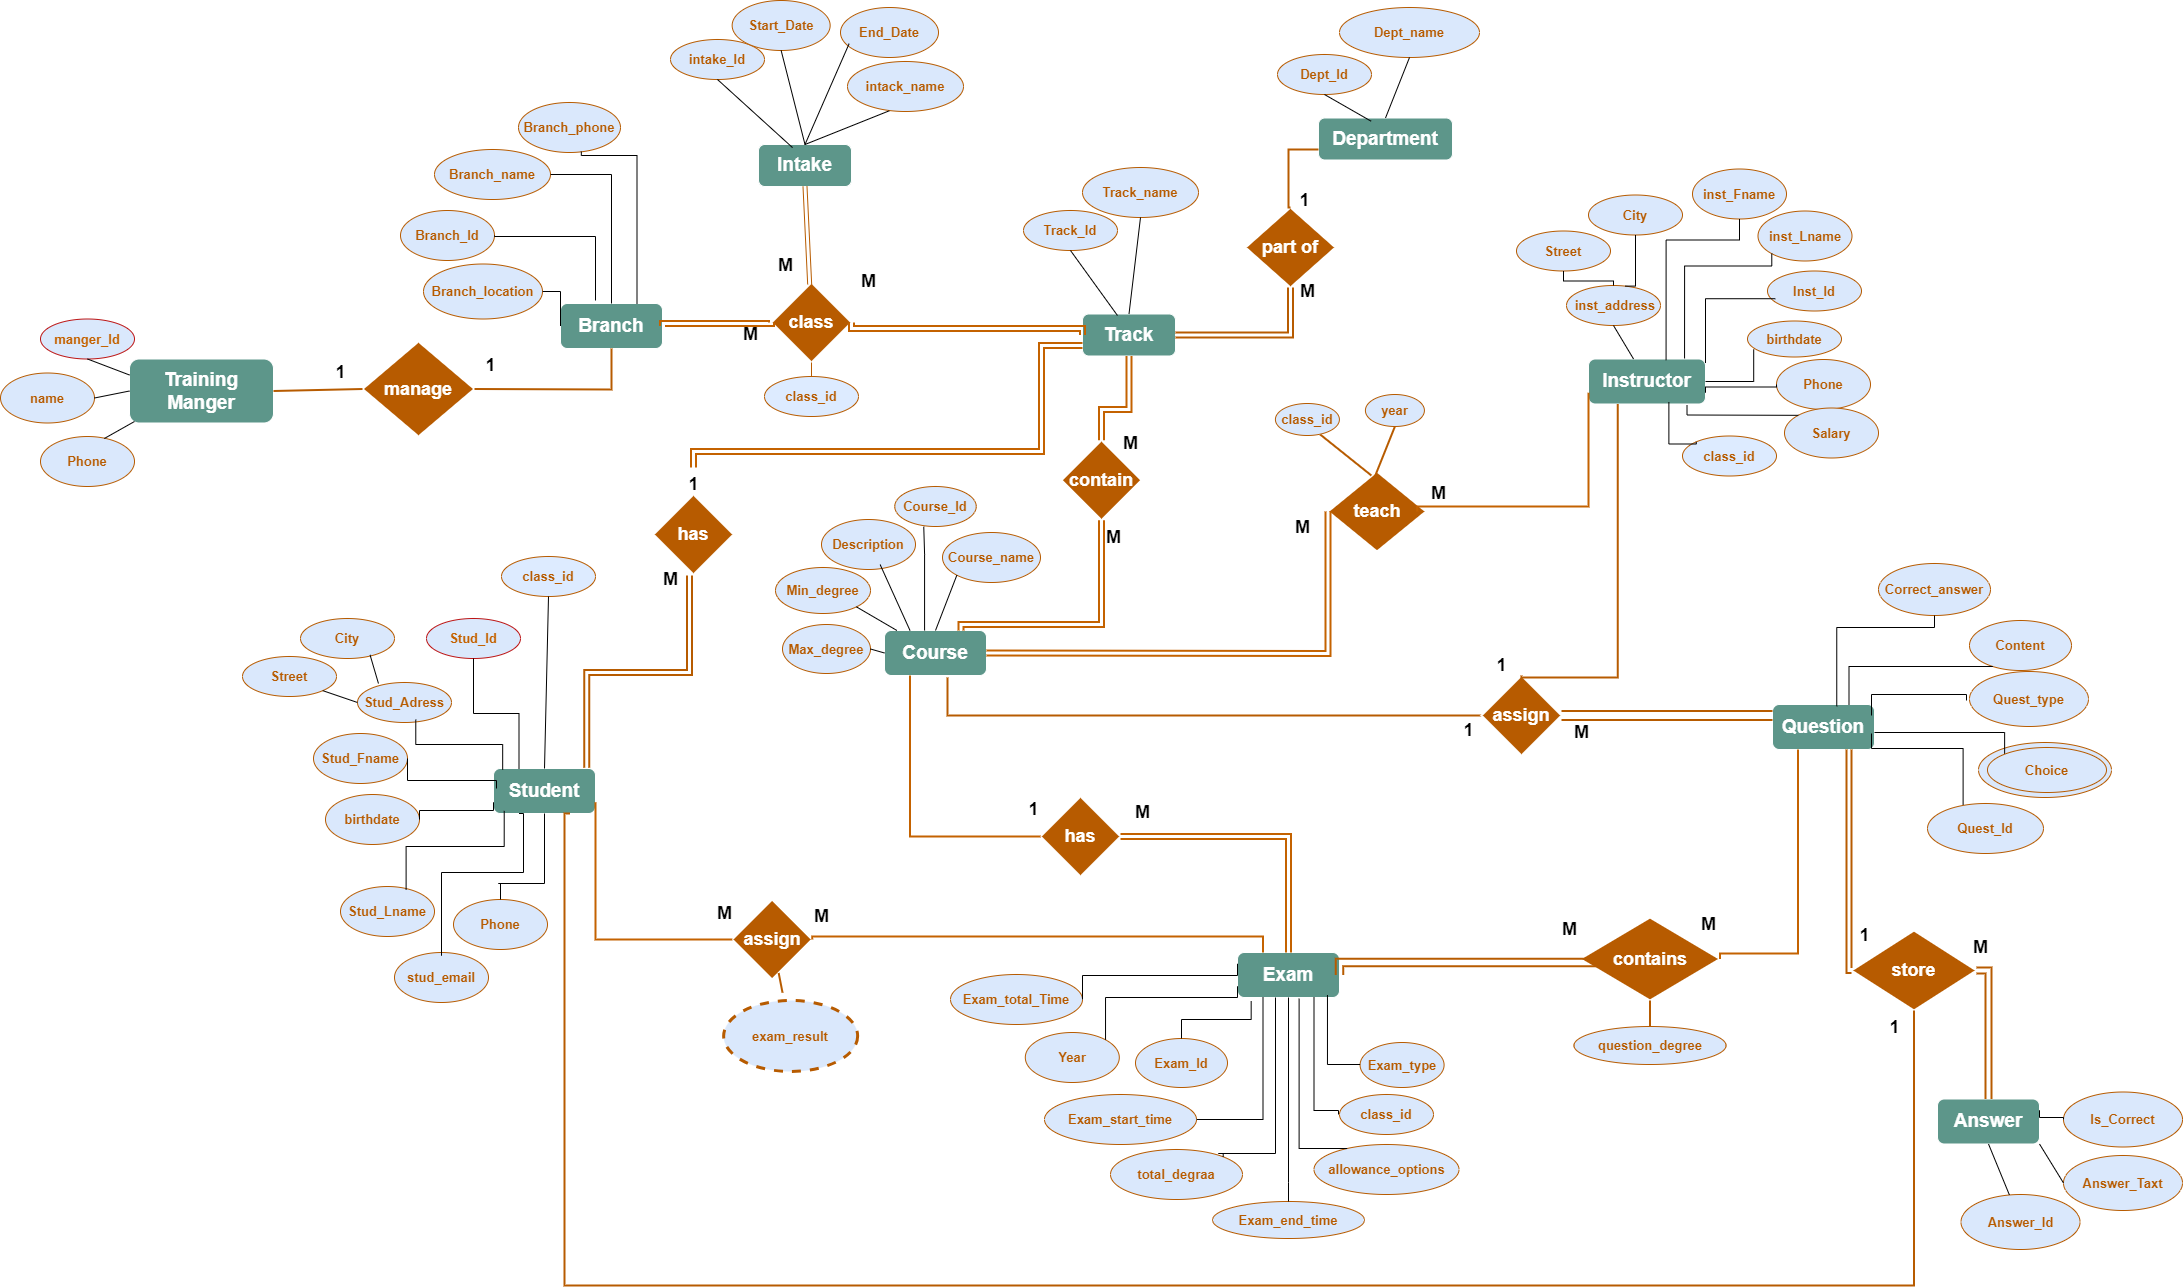 Start_Date
End_Date
Dept_name
intake_Id
Dept_Id
intack_name
Branch_phone
Department
Intake
Branch_name
Track_name
inst_Fname
1
City
Track_Id
Branch_Id
inst_Lname
part of
Street
M
M
Branch_location
M
Inst_Id
inst_address
class
Branch
M
Track
manger_Id
birthdate
1
1
Training
Manger
manage
Instructor
Phone
name
class_id
year
class_id
Salary
M
class_id
Phone
contain
1
M
Course_Id
teach
M
has
M
Description
Course_name
class_id
M
Min_degree
Correct_answer
City
Stud_Id
Content
Max_degree
Course
1
Street
Quest_type
Stud_Adress
assign
1
M
Question
Stud_Fname
Choice
Student
1
M
birthdate
Quest_Id
has
Stud_Lname
M
M
M
M
Phone
1
assign
M
contains
store
Exam
stud_email
Exam_total_Time
1
exam_result
question_degree
Year
Exam_Id
Exam_type
class_id
Exam_start_time
Answer
Is_Correct
allowance_options
total_degraa
Answer_Taxt
Exam_end_time
Answer_Id